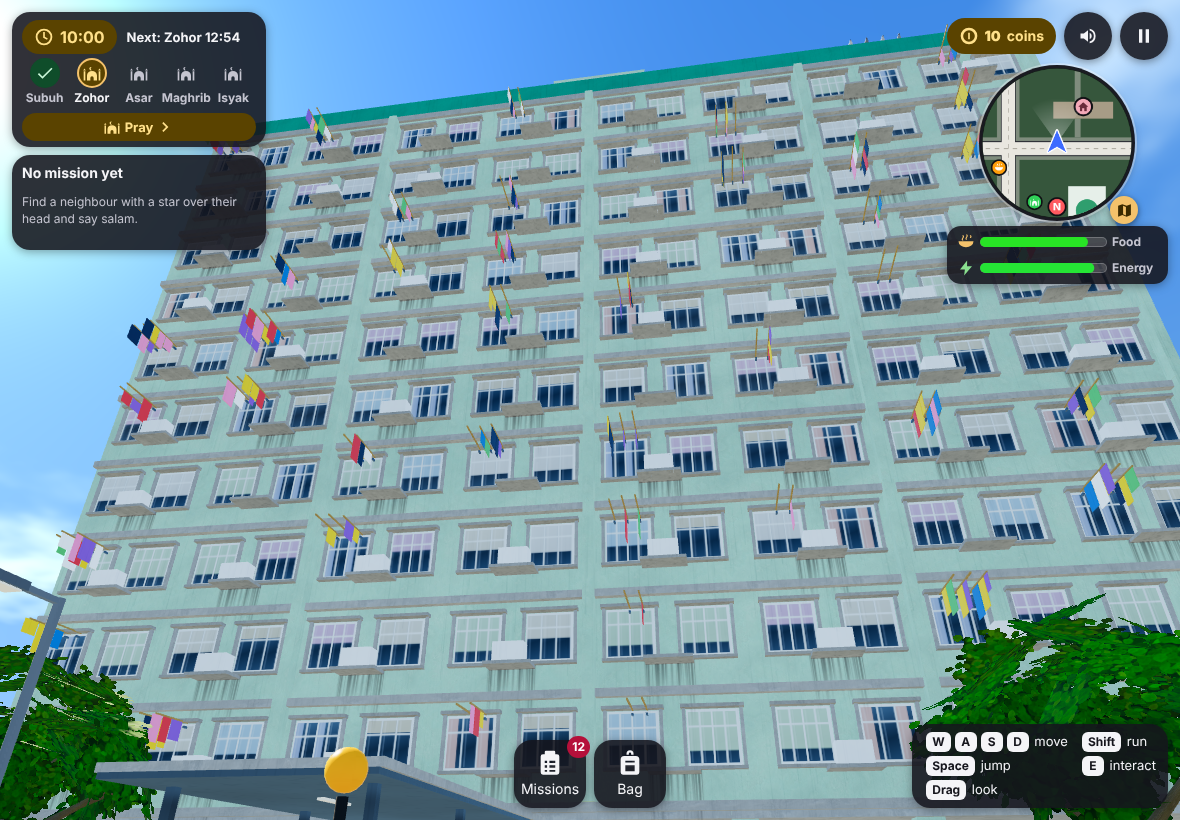 10:00 Next: Zohor 12:54
Subuh Zohor Asar Maghrib Isyak
Pray
No mission yet
Find a neighbour with a star over their
head and say salam.
10 coins
N
Food
Energy
12
Missions
Bag
W A S D move Shift run
Space jump E interact
Drag look